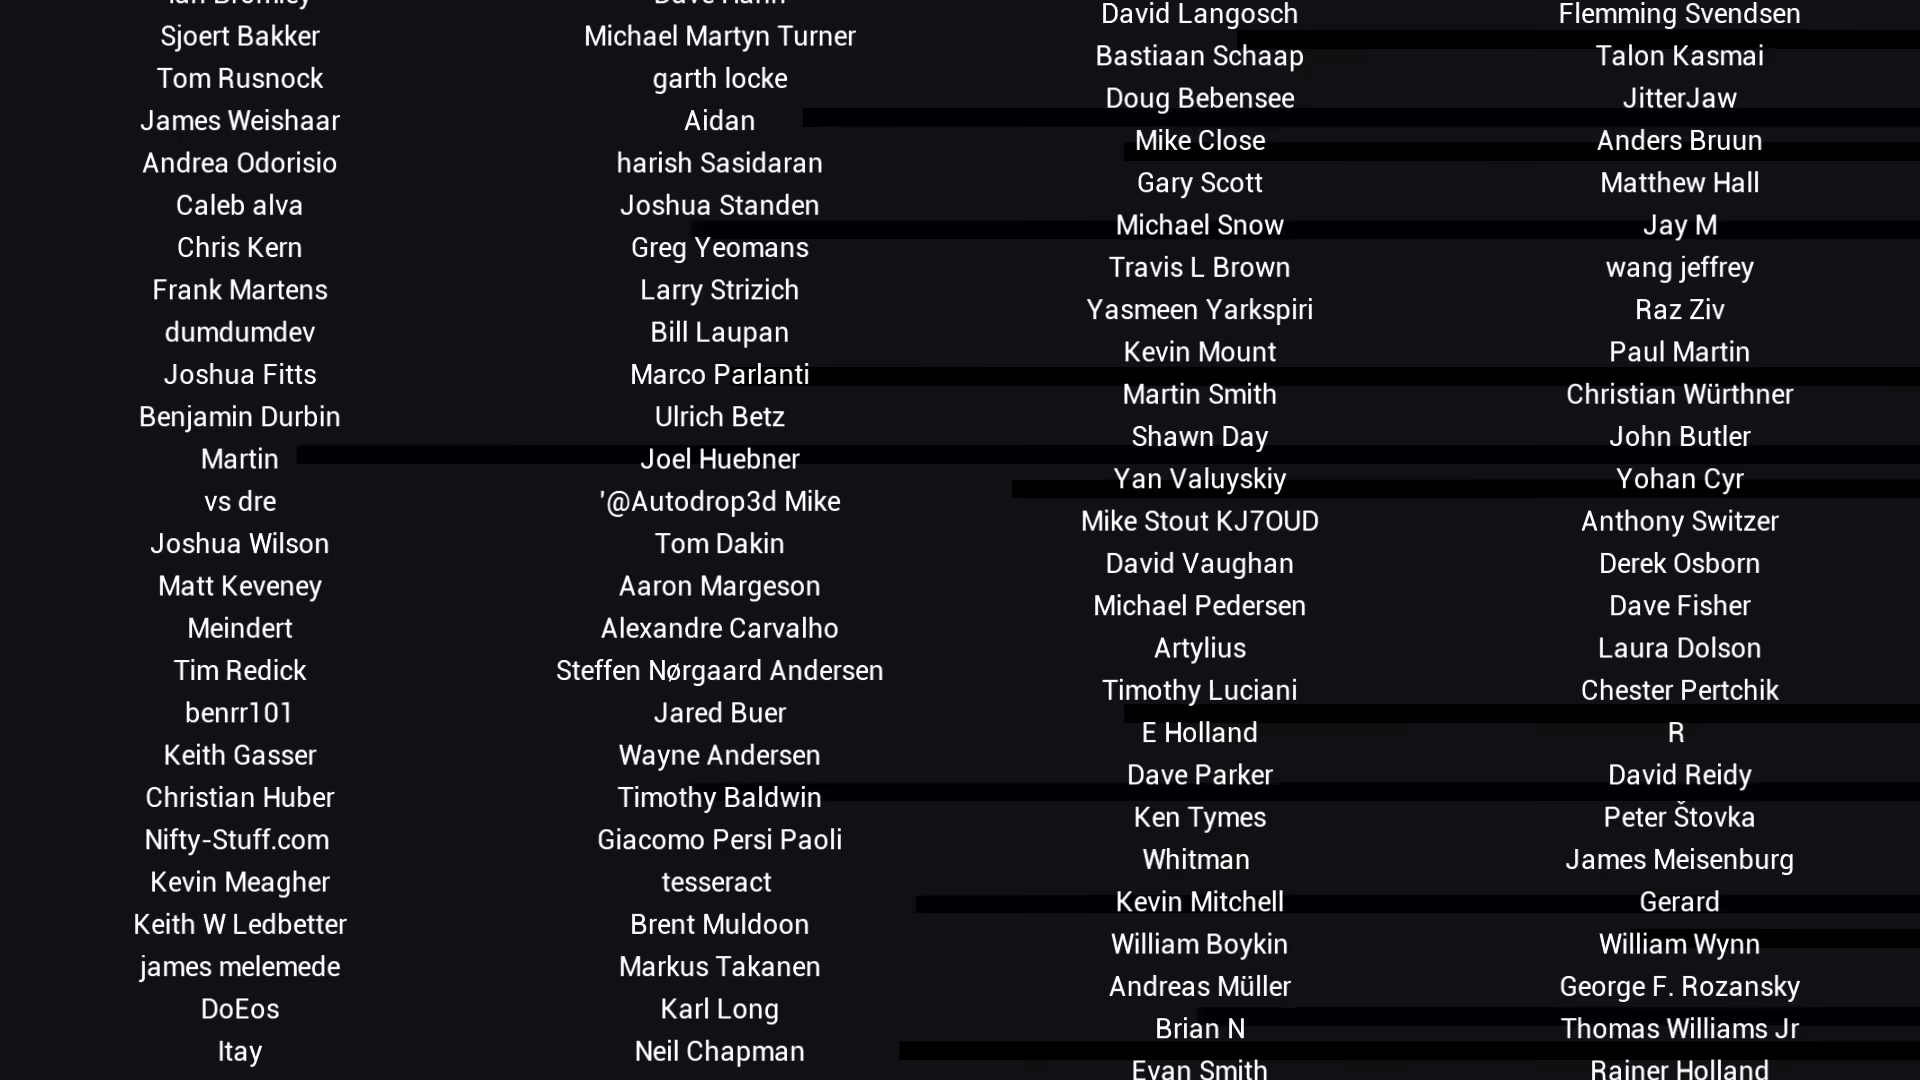 Ian Bromley
Sjoert Bakker
Tom Rusnock
James Weishaar
Andrea Odorisio
Caleb alva
Chris Kern
Frank Martens
dumdumdev
Joshua Fitts
Benjamin Durbin
Martin
vs dre
Joshua Wilson
Matt Keveney
Meindert
Tim Redick
benrr101
Keith Gasser
Christian Huber
Nifty-Stuff.com
Kevin Meagher
Keith W Ledbetter
james melemede
DoEos
Itay
Michael Martyn Turner
garth locke
Aidan
harish Sasidaran
Joshua Standen
Greg Yeomans
Larry Strizich
Bill Laupan
Marco Parlanti
Ulrich Betz
Joel Huebner
'@Autodrop3d Mike
Tom Dakin
Aaron Margeson
Alexandre Carvalho
Steffen Nørgaard Andersen
Jared Buer
Wayne Andersen
Timothy Baldwin
Giacomo Persi Paoli
tesseract
Brent Muldoon
Markus Takanen
Karl Long
Neil Chapman
David Langosch
Bastiaan Schaap
Doug Bebensee
Mike Close
Gary Scott
Michael Snow
Travis L Brown
Yasmeen Yarkspiri
Kevin Mount
Martin Smith
Shawn Day
Yan Valuyskiy
Mike Stout KJ7OUD
David Vaughan
Michael Pedersen
Artylius
Timothy Luciani
E Holland
Dave Parker
Ken Tymes
Whitman
Kevin Mitchell
William Boykin
Andreas Müller
Brian N
Evan Smith
Flemming Svendsen
Talon Kasmai
JitterJaw
Anders Bruun
Matthew Hall
Jay M
wang jeffrey
Raz Ziv
Paul Martin
Christian Würthner
John Butler
Yohan Cyr
Anthony Switzer
Derek Osborn
Dave Fisher
Laura Dolson
Chester Pertchik
R
David Reidy
Peter Štovka
James Meisenburg
Gerard
William Wynn
George F. Rozansky
Thomas Williams Jr
Rainer Holland